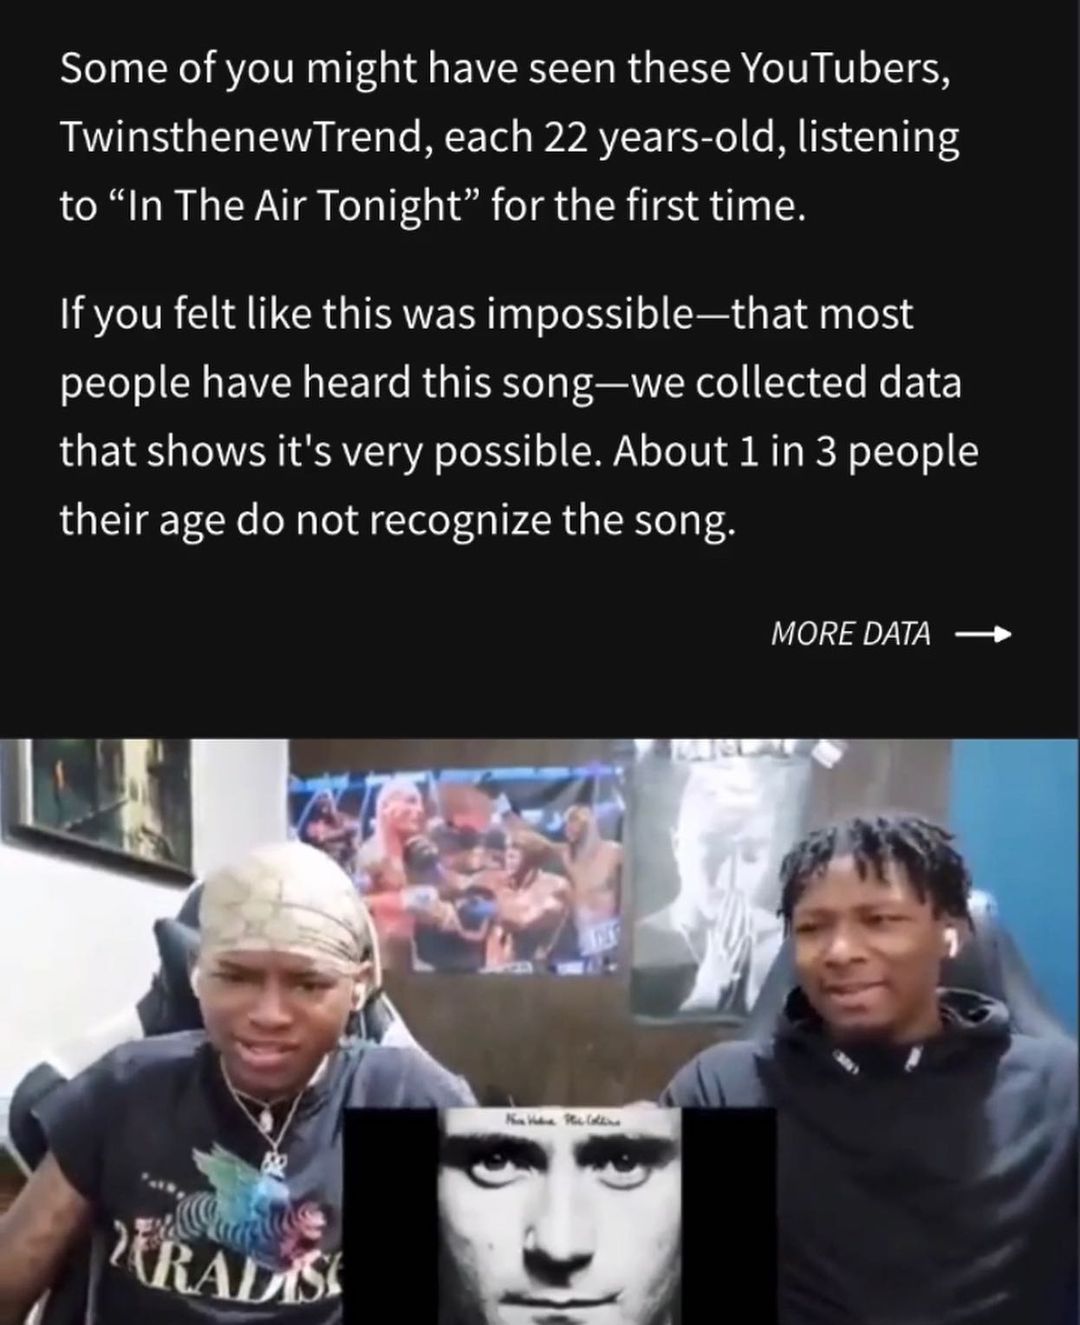 Some of you might have seen these YouTubers,
TwinsthenewTrend, each 22 years-old, listening
to “In The Air Tonight” for the first time.
If you felt like this was impossible—that most
people have heard this song—we collected data
that shows it's very possible. About 1 in 3 people
their age do not recognize the song.
MORE DATA
Face Value Phil Collins
PARADISE